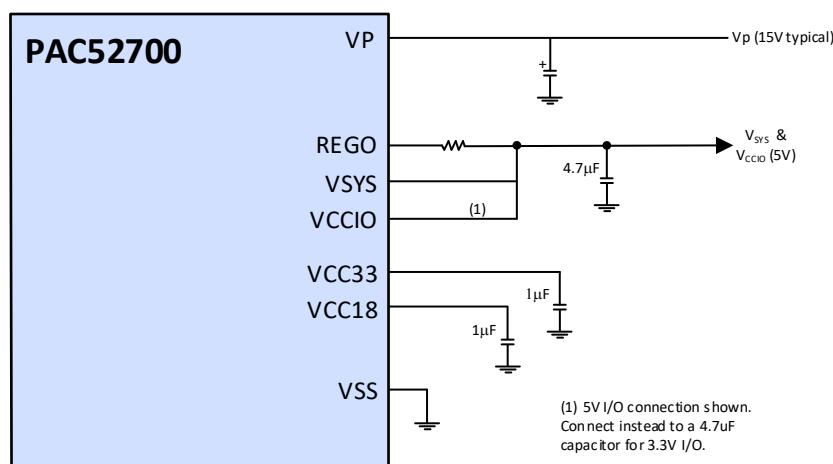 PAC52700
VP
Vp (15V typical)
+
REGO
VSYS
VCCIO
(1)
4.7µF
VSYS &
VCCIO (5V)
VCC33
1µF
VCC18
1µF
VSS
(1) 5V I/O connection shown.
Connect instead to a 4.7uF
capacitor for 3.3V I/O.